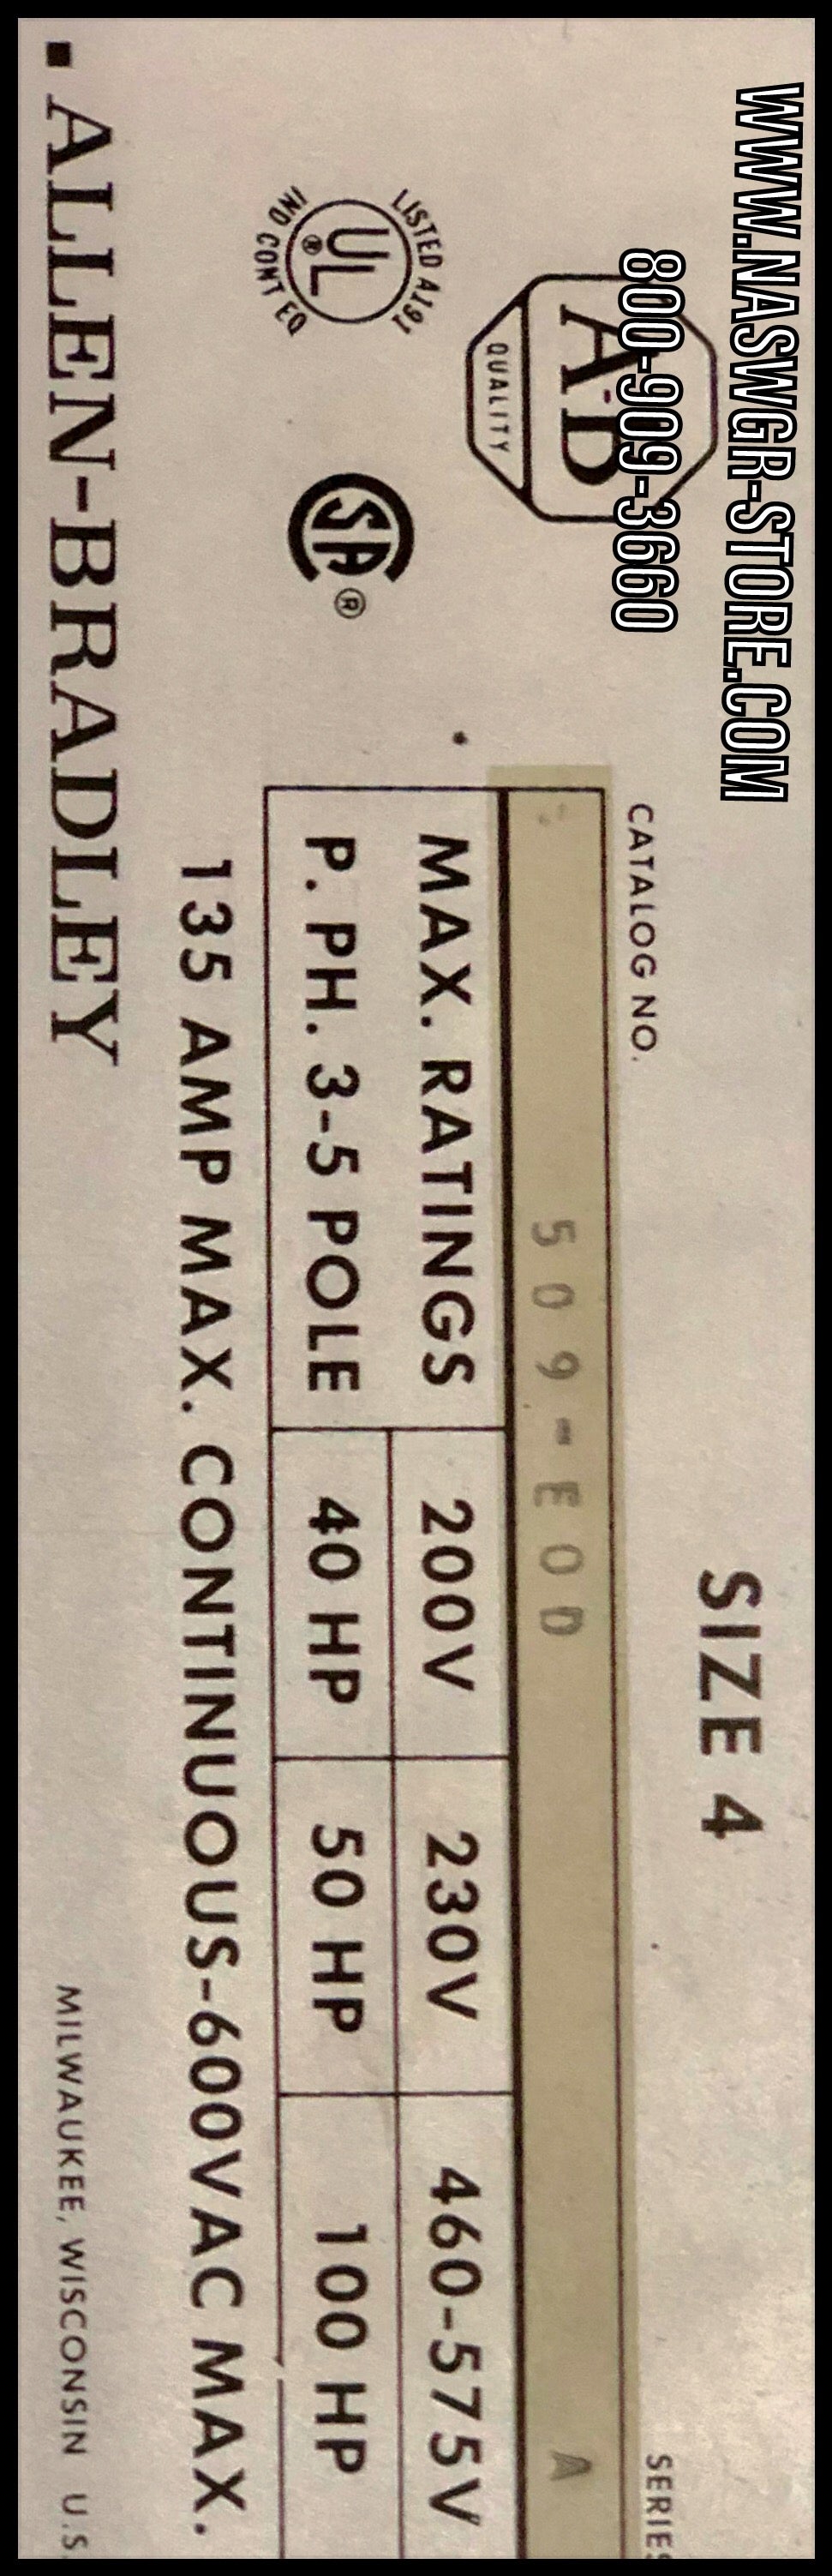 WWW.NASWGR-STORE.COM
800-909-3660
SIZE 4
A-B
QUALITY
CATALOG NO.
SERIES
509-EOD
A
LISTED A191
UL
®
IND CONT EQ
SA
®
MAX. RATINGS 200V 230V 460-575V
P. PH. 3-5 POLE 40 HP 50 HP 100 HP
135 AMP MAX. CONTINUOUS-600VAC MAX.
ALLEN-BRADLEY
MILWAUKEE, WISCONSIN U.S.